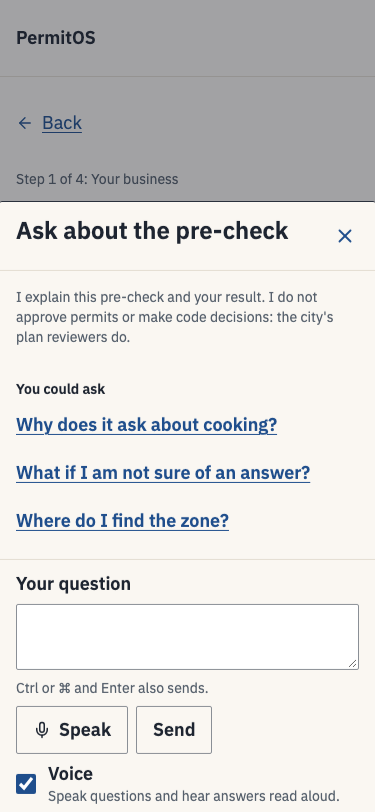 PermitOS
← Back
Step 1 of 4: Your business
Ask about the pre-check
I explain this pre-check and your result. I do not
approve permits or make code decisions: the city's
plan reviewers do.
You could ask
Why does it ask about cooking?
What if I am not sure of an answer?
Where do I find the zone?
Your question
Ctrl or ⌘ and Enter also sends.
Speak
Send
Voice
Speak questions and hear answers read aloud.